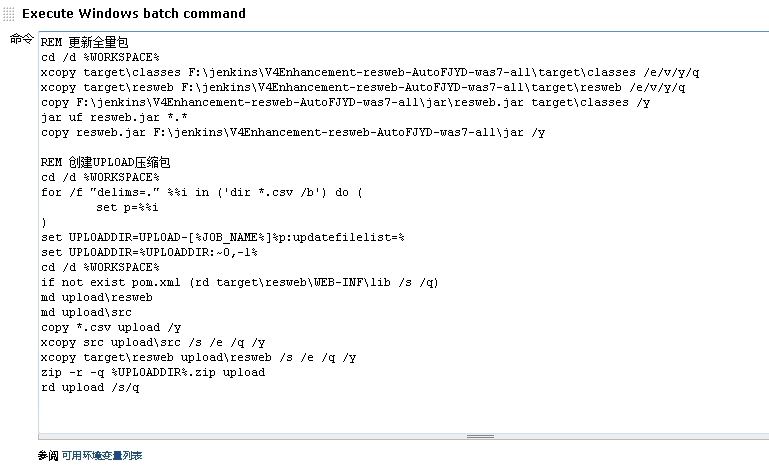 Execute Windows batch command
命令
REM 更新全量包
cd /d %WORKSPACE%
xcopy target\classes F:\jenkins\V4Enhancement-resweb-AutoFJYD-was7-all\target\classes /e/v/y/q
xcopy target\resweb F:\jenkins\V4Enhancement-resweb-AutoFJYD-was7-all\target\resweb /e/v/y/q
copy F:\jenkins\V4Enhancement-resweb-AutoFJYD-was7-all\jar\resweb.jar target\classes /y
jar uf resweb.jar *.*
copy resweb.jar F:\jenkins\V4Enhancement-resweb-AutoFJYD-was7-all\jar /y
REM 创建UPLOAD压缩包
cd /d %WORKSPACE%
for /f "delims=." %%i in ('dir *.csv /b') do (
set p=%%i
)
set UPLOADDIR=UPLOAD-[%JOB_NAME%]%p:updatefilelist=%
set UPLOADDIR=%UPLOADDIR:~0,-1%
cd /d %WORKSPACE%
if not exist pom.xml (rd target\resweb\WEB-INF\lib /s /q)
md upload\resweb
md upload\src
copy *.csv upload /y
xcopy src upload\src /s /e /q /y
xcopy target\resweb upload\resweb /s /e /q /y
zip -r -q %UPLOADDIR%.zip upload
rd upload /s/q
参阅 可用环境变量列表